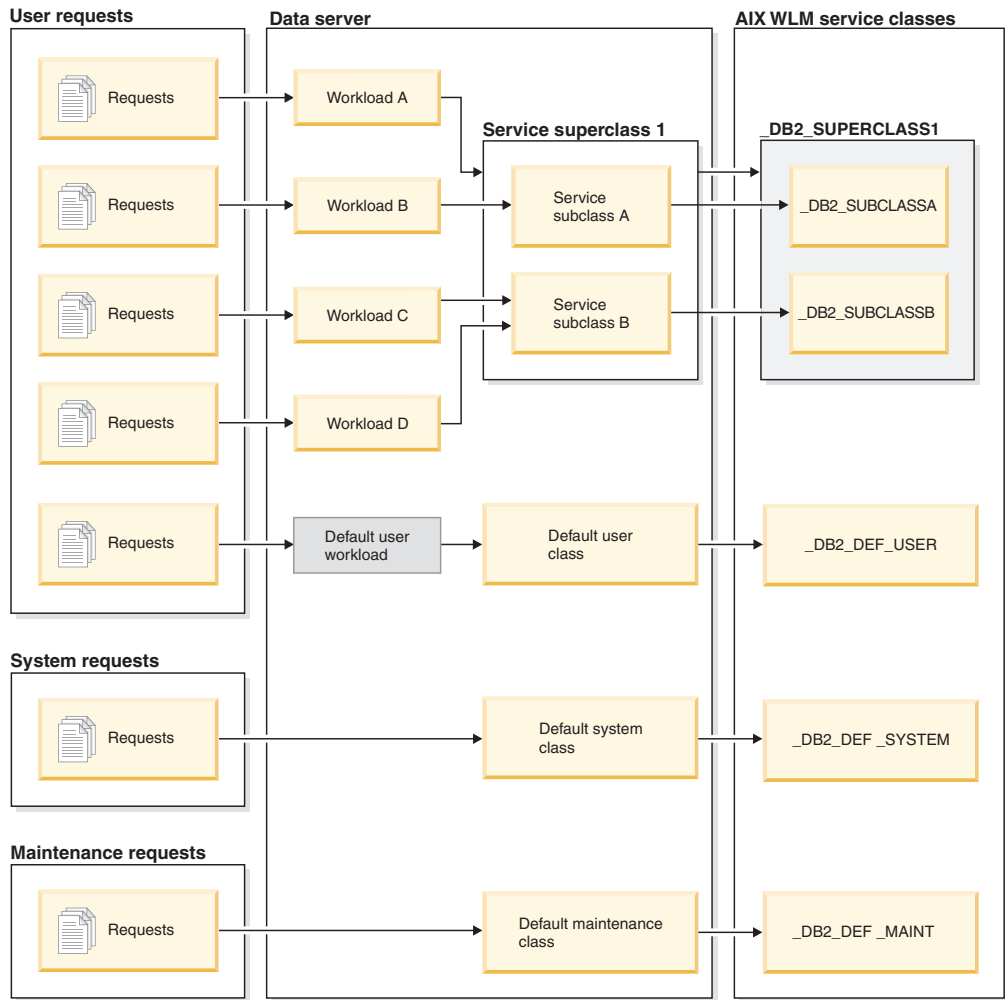 User requests
Data server
AIX WLM service classes
Requests
Workload A
Service superclass 1
_DB2_SUPERCLASS1
Requests
Workload B
Service
subclass A
_DB2_SUBCLASSA
Requests
Workload C
Service
subclass B
_DB2_SUBCLASSB
Requests
Workload D
Requests
Default user
workload
Default user
class
_DB2_DEF_USER
System requests
Requests
Default system
class
_DB2_DEF _SYSTEM
Maintenance requests
Requests
Default maintenance
class
_DB2_DEF _MAINT